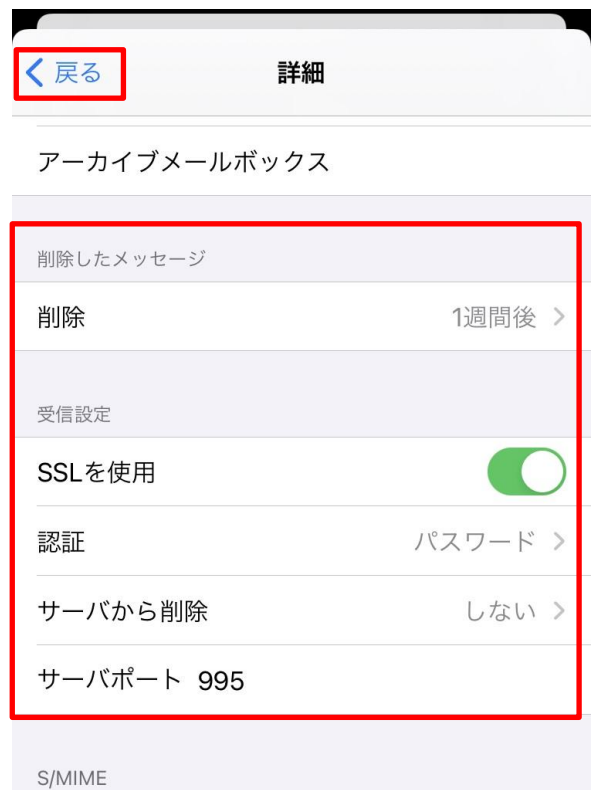 戻る 詳細
アーカイブメールボックス
削除したメッセージ
削除 1週間後
受信設定
SSLを使用
認証 パスワード
サーバから削除 しない
サーバポート 995
S/MIME